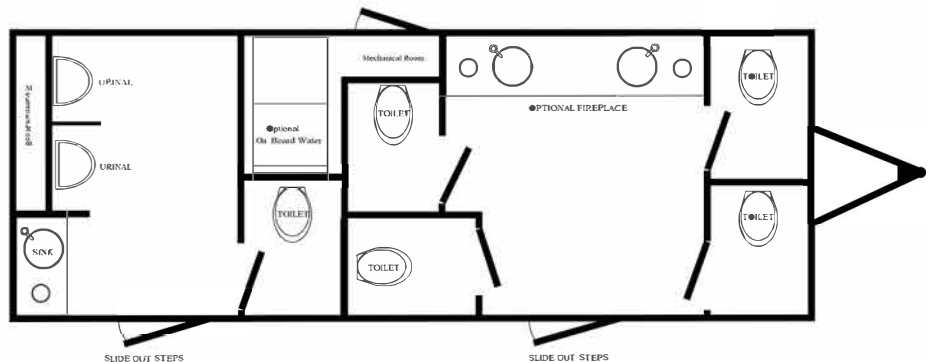 URINAL
URINAL
SINK
Mechanical Room
Optional
On Board Water
TOILET
TOILET
TOILET
OPTIONAL FIREPLACE
TOILET
TOILET
SLIDE OUT STEPS
SLIDE OUT STEPS